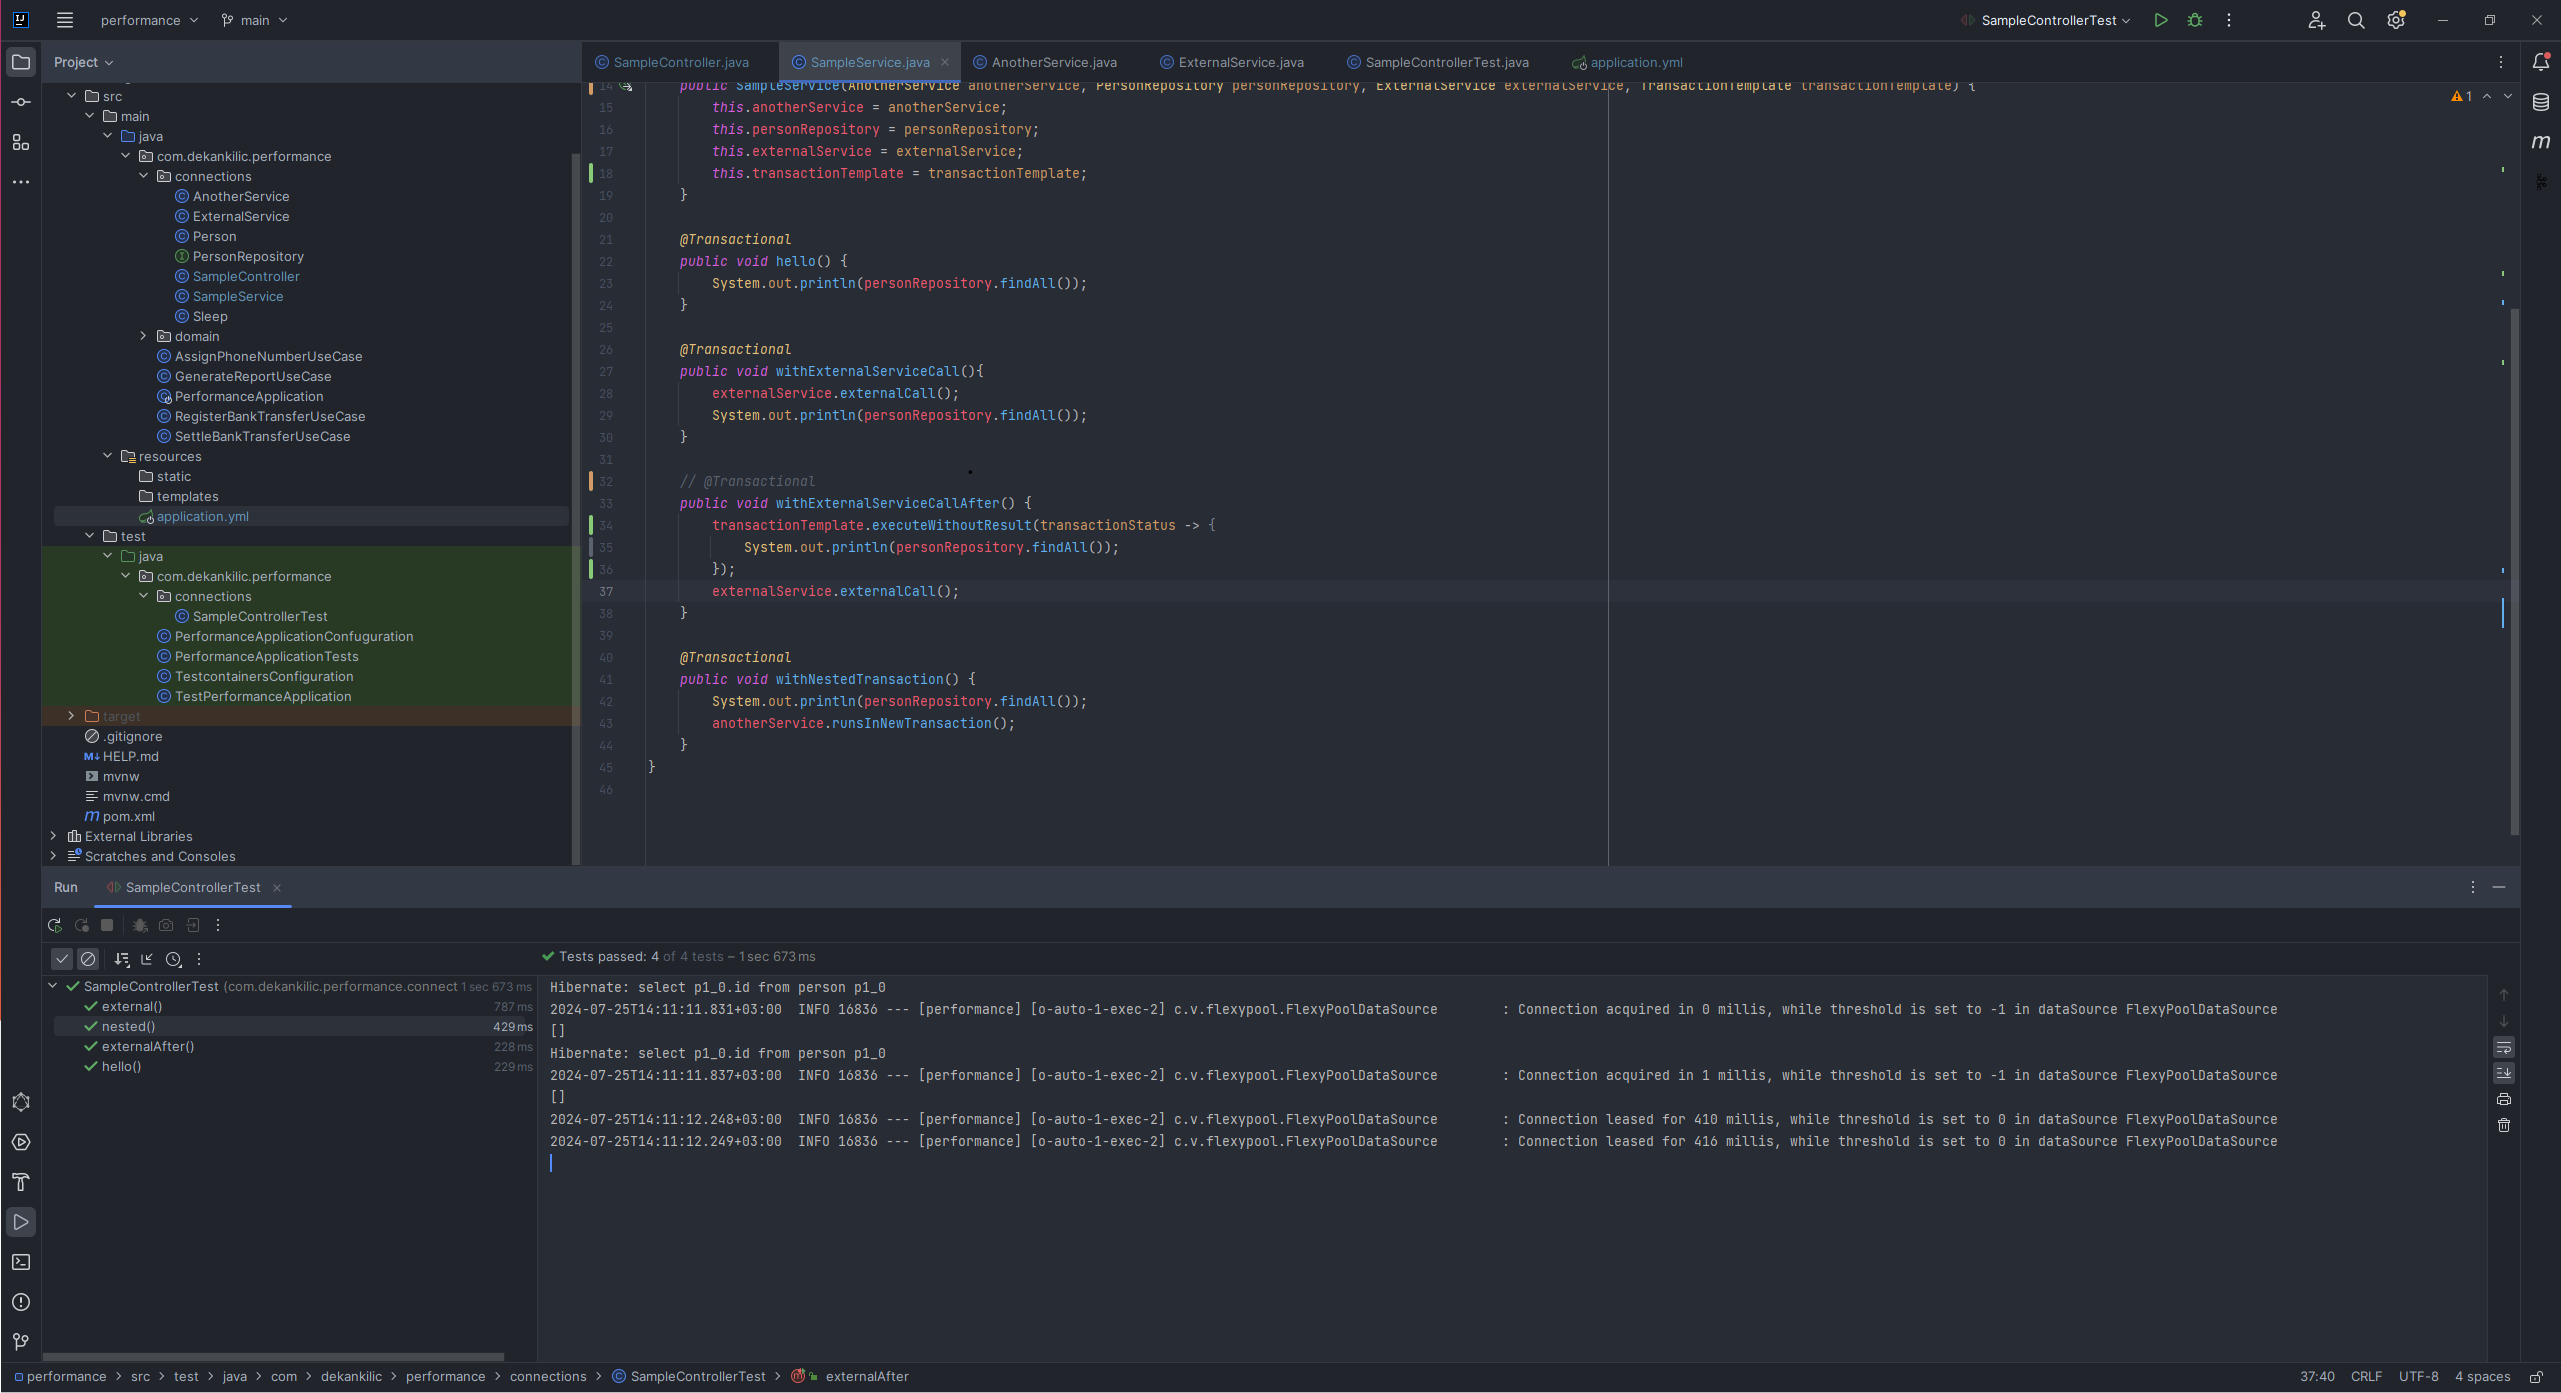 performance main SampleControllerTest
Project
src
main
java
com.dekankilic.performance
connections
AnotherService
ExternalService
Person
PersonRepository
SampleController
SampleService
Sleep
domain
AssignPhoneNumberUseCase
GenerateReportUseCase
PerformanceApplication
RegisterBankTransferUseCase
SettleBankTransferUseCase
resources
static
templates
application.yml
test
java
com.dekankilic.performance
connections
SampleControllerTest
PerformanceApplicationConfuguration
PerformanceApplicationTests
TestcontainersConfiguration
TestPerformanceApplication
target
.gitignore
HELP.md
mvnw
mvnw.cmd
pom.xml
External Libraries
Scratches and Consoles
SampleController.java SampleService.java AnotherService.java ExternalService.java SampleControllerTest.java application.yml
1
14 public SampleService(AnotherService anotherService, PersonRepository personRepository, ExternalService externalService, TransactionTemplate transactionTemplate) {
15 this.anotherService = anotherService;
16 this.personRepository = personRepository;
17 this.externalService = externalService;
18 this.transactionTemplate = transactionTemplate;
19 }
20
21 @Transactional
22 public void hello() {
23 System.out.println(personRepository.findAll());
24 }
25
26 @Transactional
27 public void withExternalServiceCall(){
28 externalService.externalCall();
29 System.out.println(personRepository.findAll());
30 }
31
32 // @Transactional
33 public void withExternalServiceCallAfter() {
34 transactionTemplate.executeWithoutResult(transactionStatus -> {
35 System.out.println(personRepository.findAll());
36 });
37 externalService.externalCall();
38 }
39
40 @Transactional
41 public void withNestedTransaction() {
42 System.out.println(personRepository.findAll());
43 anotherService.runsInNewTransaction();
44 }
45 }
46
Run SampleControllerTest
Tests passed: 4 of 4 tests – 1 sec 673 ms
SampleControllerTest (com.dekankilic.performance.connect 1 sec 673 ms
external() 787 ms
nested() 429 ms
externalAfter() 228 ms
hello() 229 ms
Hibernate: select p1_0.id from person p1_0
2024-07-25T14:11:11.831+03:00 INFO 16836 --- [performance] [o-auto-1-exec-2] c.v.flexypool.FlexyPoolDataSource : Connection acquired in 0 millis, while threshold is set to -1 in dataSource FlexyPoolDataSource
[]
Hibernate: select p1_0.id from person p1_0
2024-07-25T14:11:11.837+03:00 INFO 16836 --- [performance] [o-auto-1-exec-2] c.v.flexypool.FlexyPoolDataSource : Connection acquired in 1 millis, while threshold is set to -1 in dataSource FlexyPoolDataSource
[]
2024-07-25T14:11:12.248+03:00 INFO 16836 --- [performance] [o-auto-1-exec-2] c.v.flexypool.FlexyPoolDataSource : Connection leased for 410 millis, while threshold is set to 0 in dataSource FlexyPoolDataSource
2024-07-25T14:11:12.249+03:00 INFO 16836 --- [performance] [o-auto-1-exec-2] c.v.flexypool.FlexyPoolDataSource : Connection leased for 416 millis, while threshold is set to 0 in dataSource FlexyPoolDataSource
performance > src > test > java > com > dekankilic > performance > connections > SampleControllerTest > externalAfter 37:40 CRLF UTF-8 4 spaces